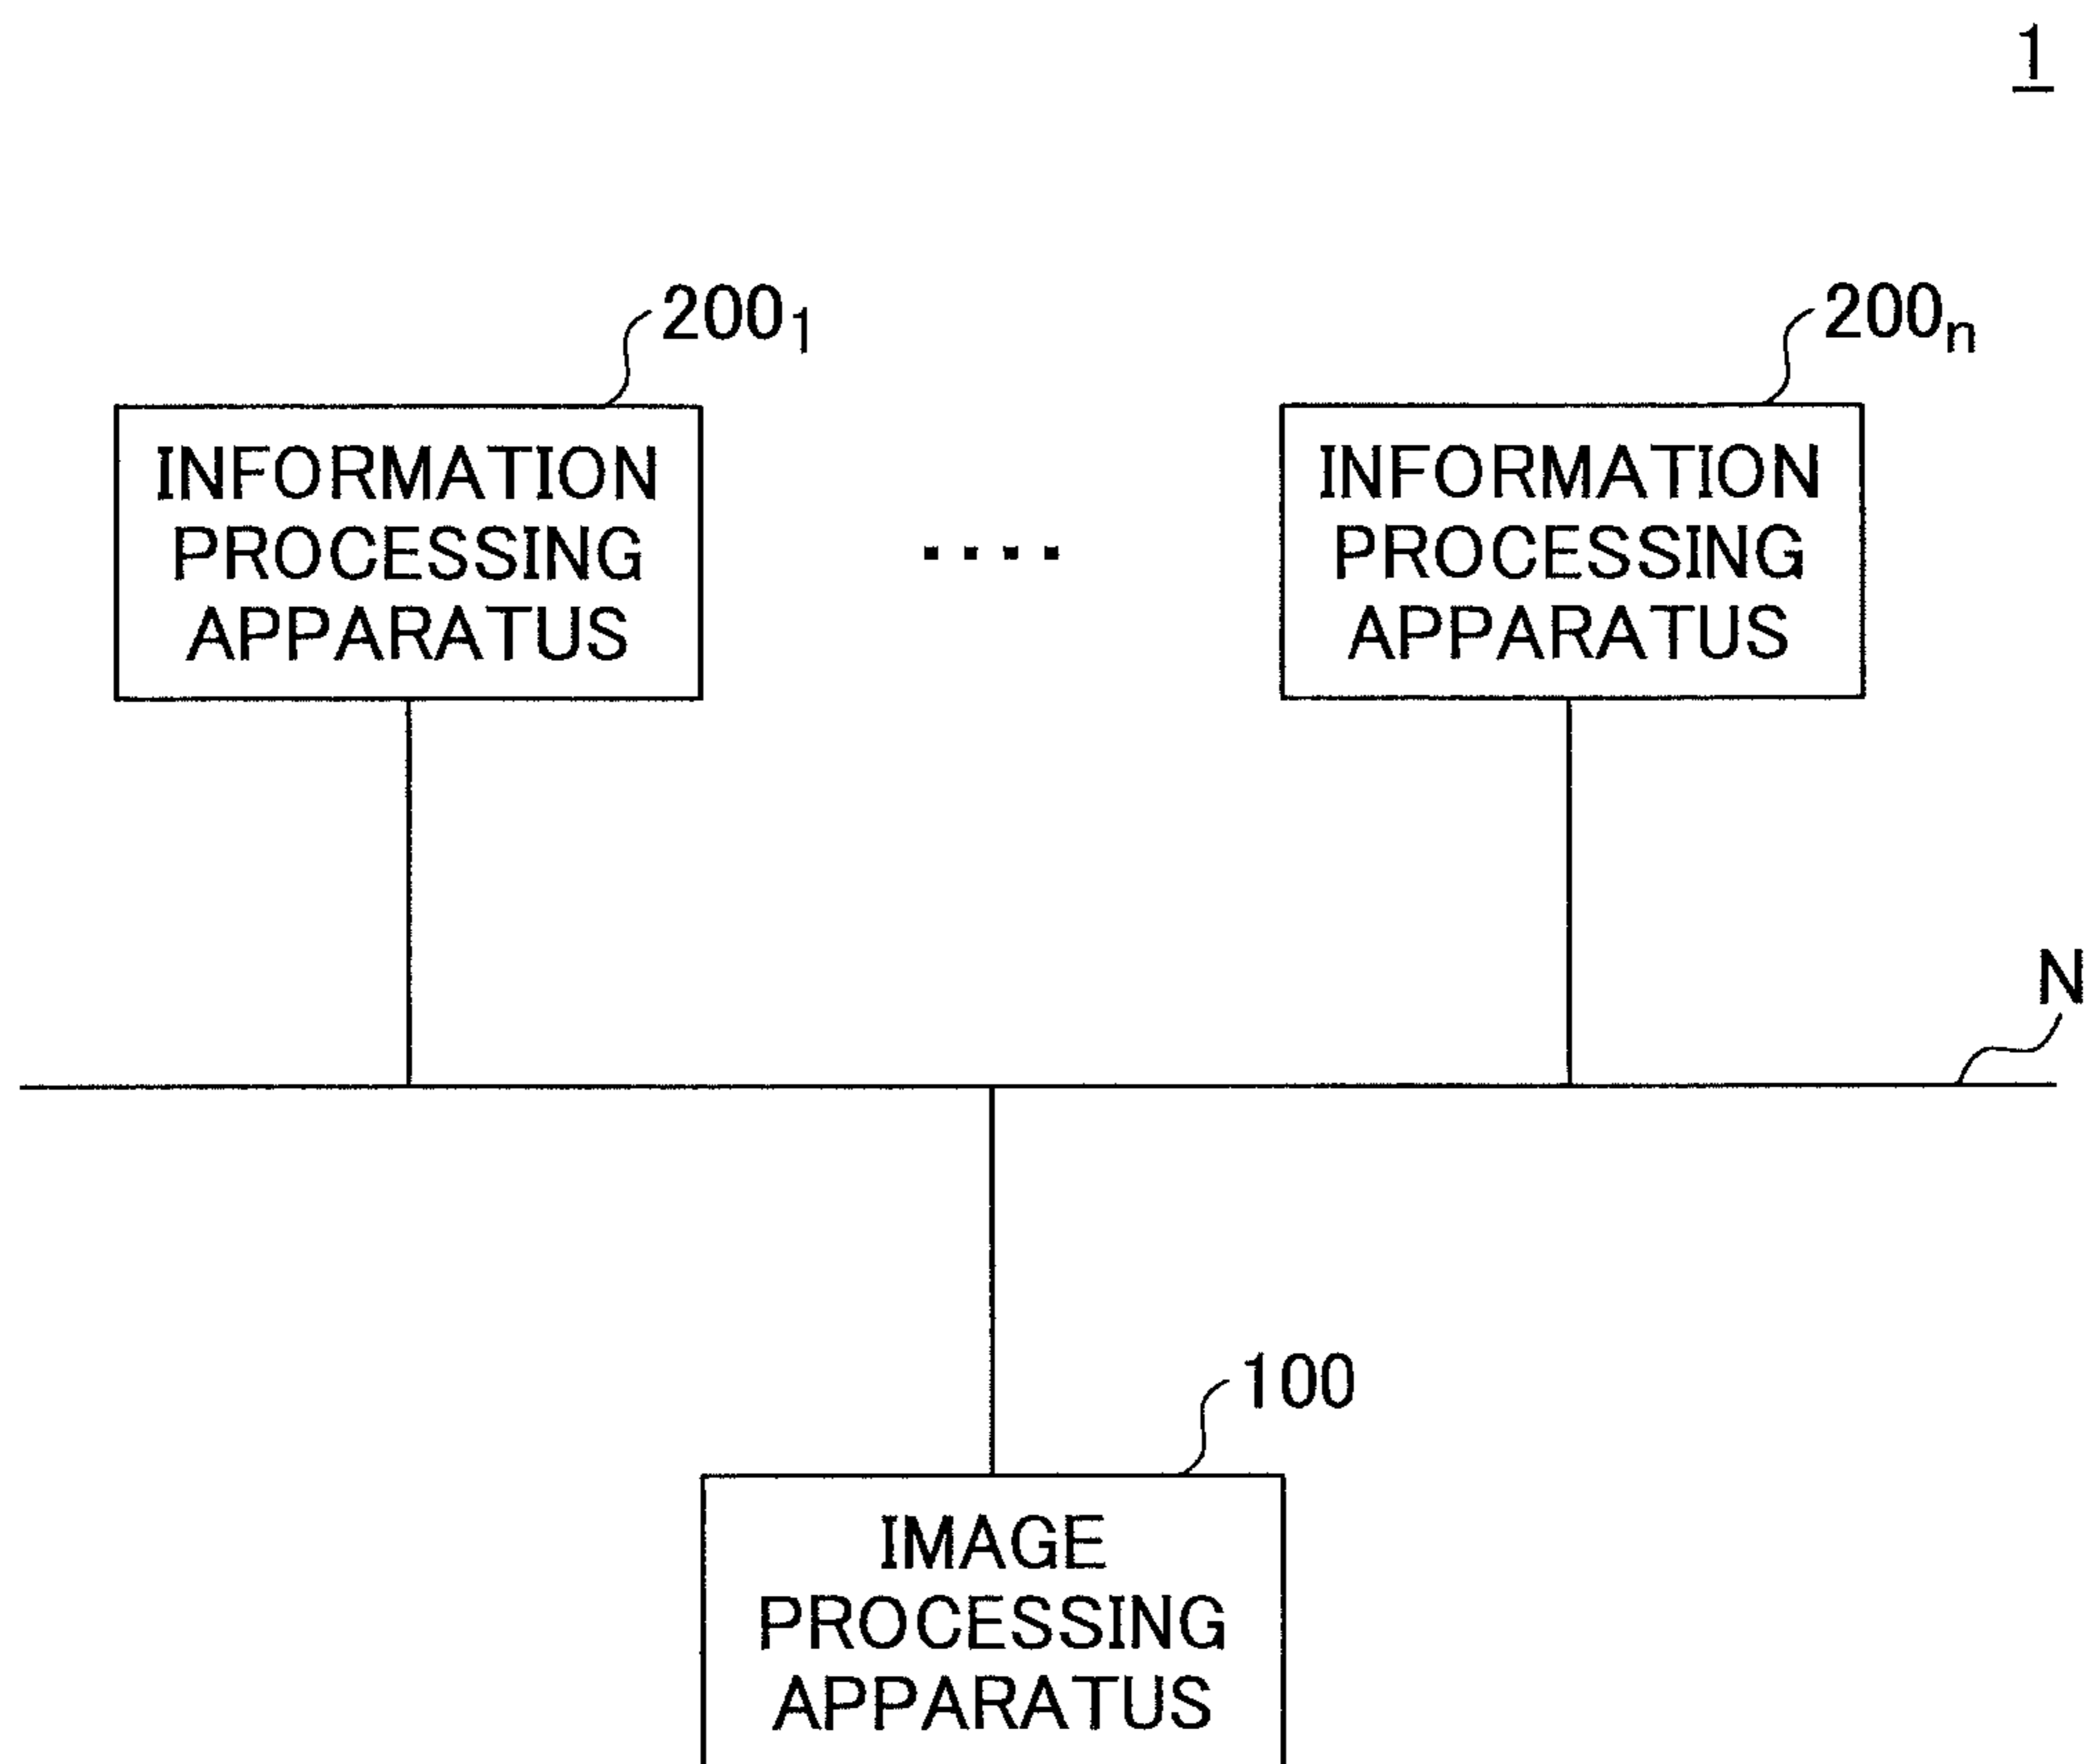 1
200₁
200ₙ
INFORMATION
PROCESSING
APPARATUS
....
INFORMATION
PROCESSING
APPARATUS
N
100
IMAGE
PROCESSING
APPARATUS